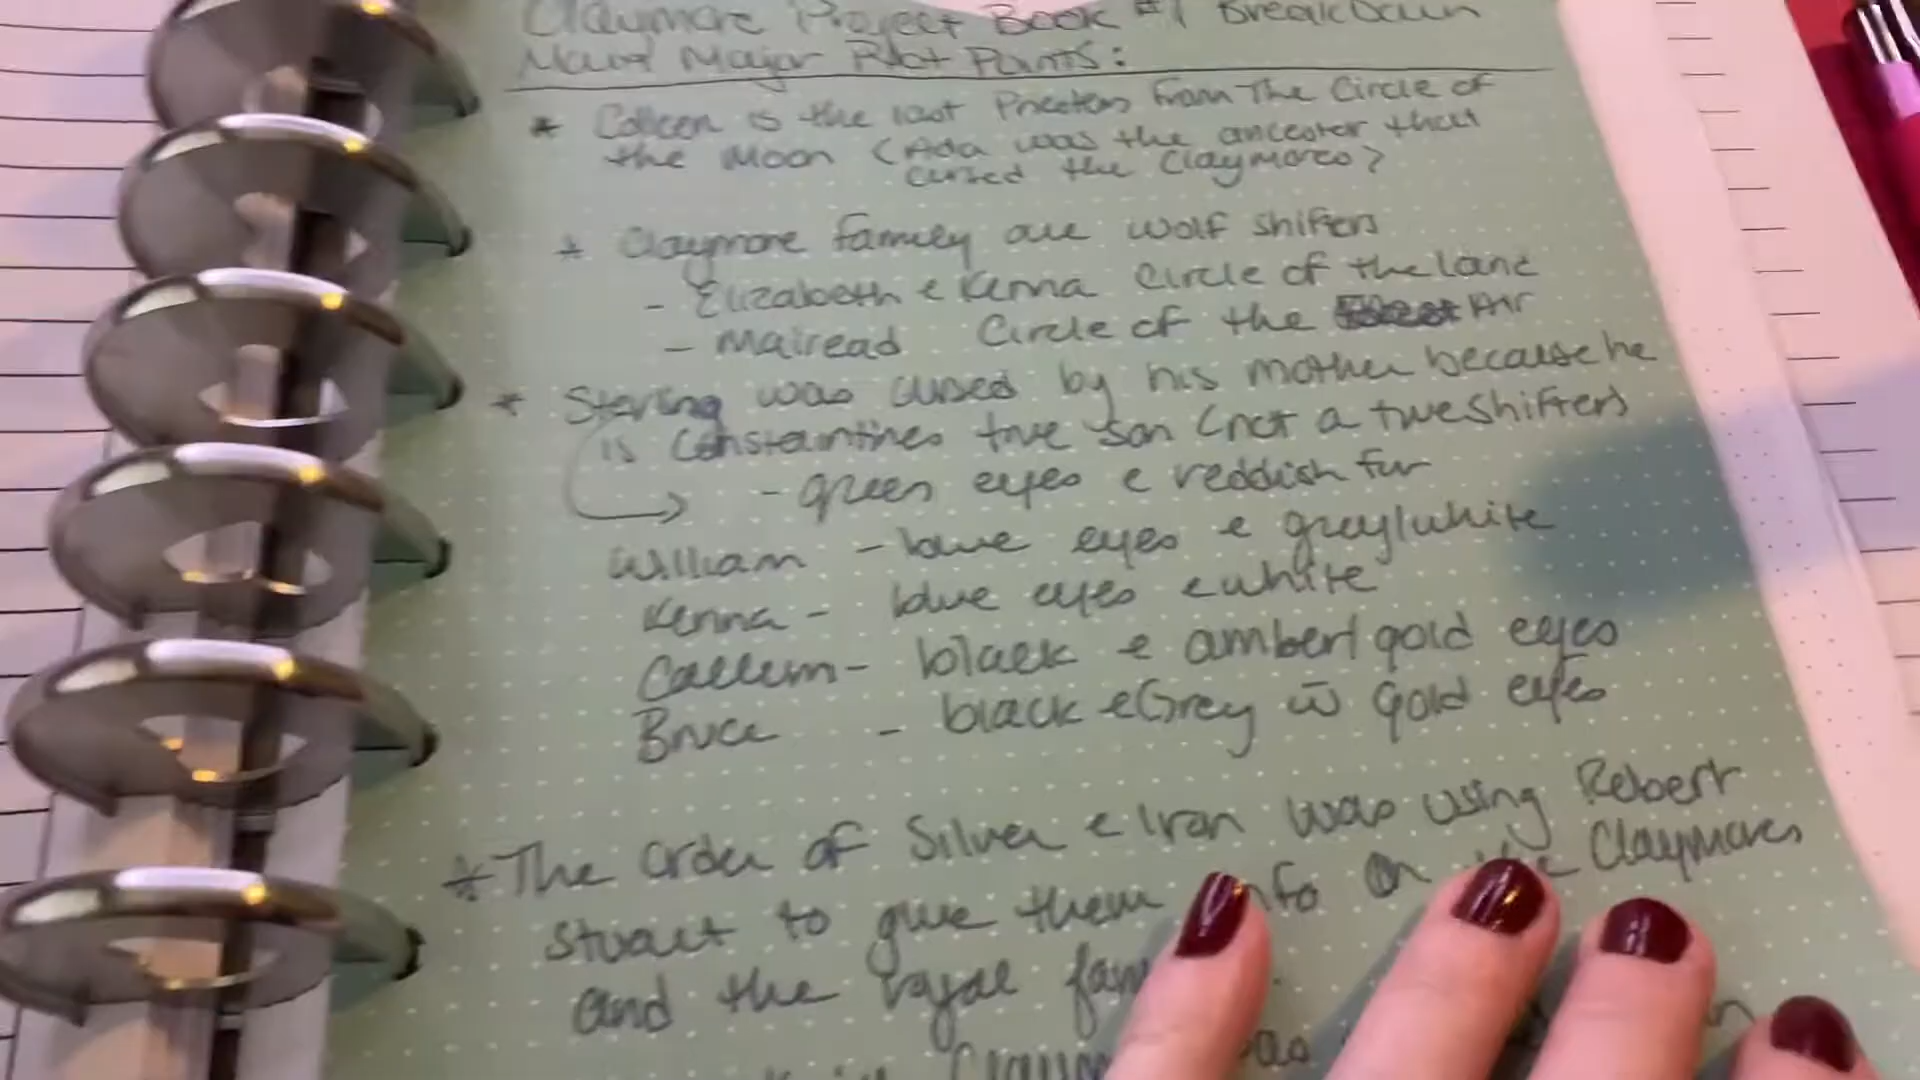 Claymore Project Book #1 Breakdown
Major Plot Points:
* Colleen is the last Priestess from The Circle of
the Moon (Ada was the ancestor that
cursed the Claymores)
* Claymore family are wolf shifters
- Elizabeth & Kenna Circle of the land
- Mairead Circle of the Air
* Sterling was cursed by his mother because he
is Constantines true son (not a true shifters
- green eyes & reddish fur
William - blue eyes & grey/white
Kenna - blue eyes & white
Callum - black & amber/gold eyes
Bruce - black & Grey w gold eyes
* The Order of Silver & Iron was using Robert
Stuart to give them info on the Claymores
and the royal